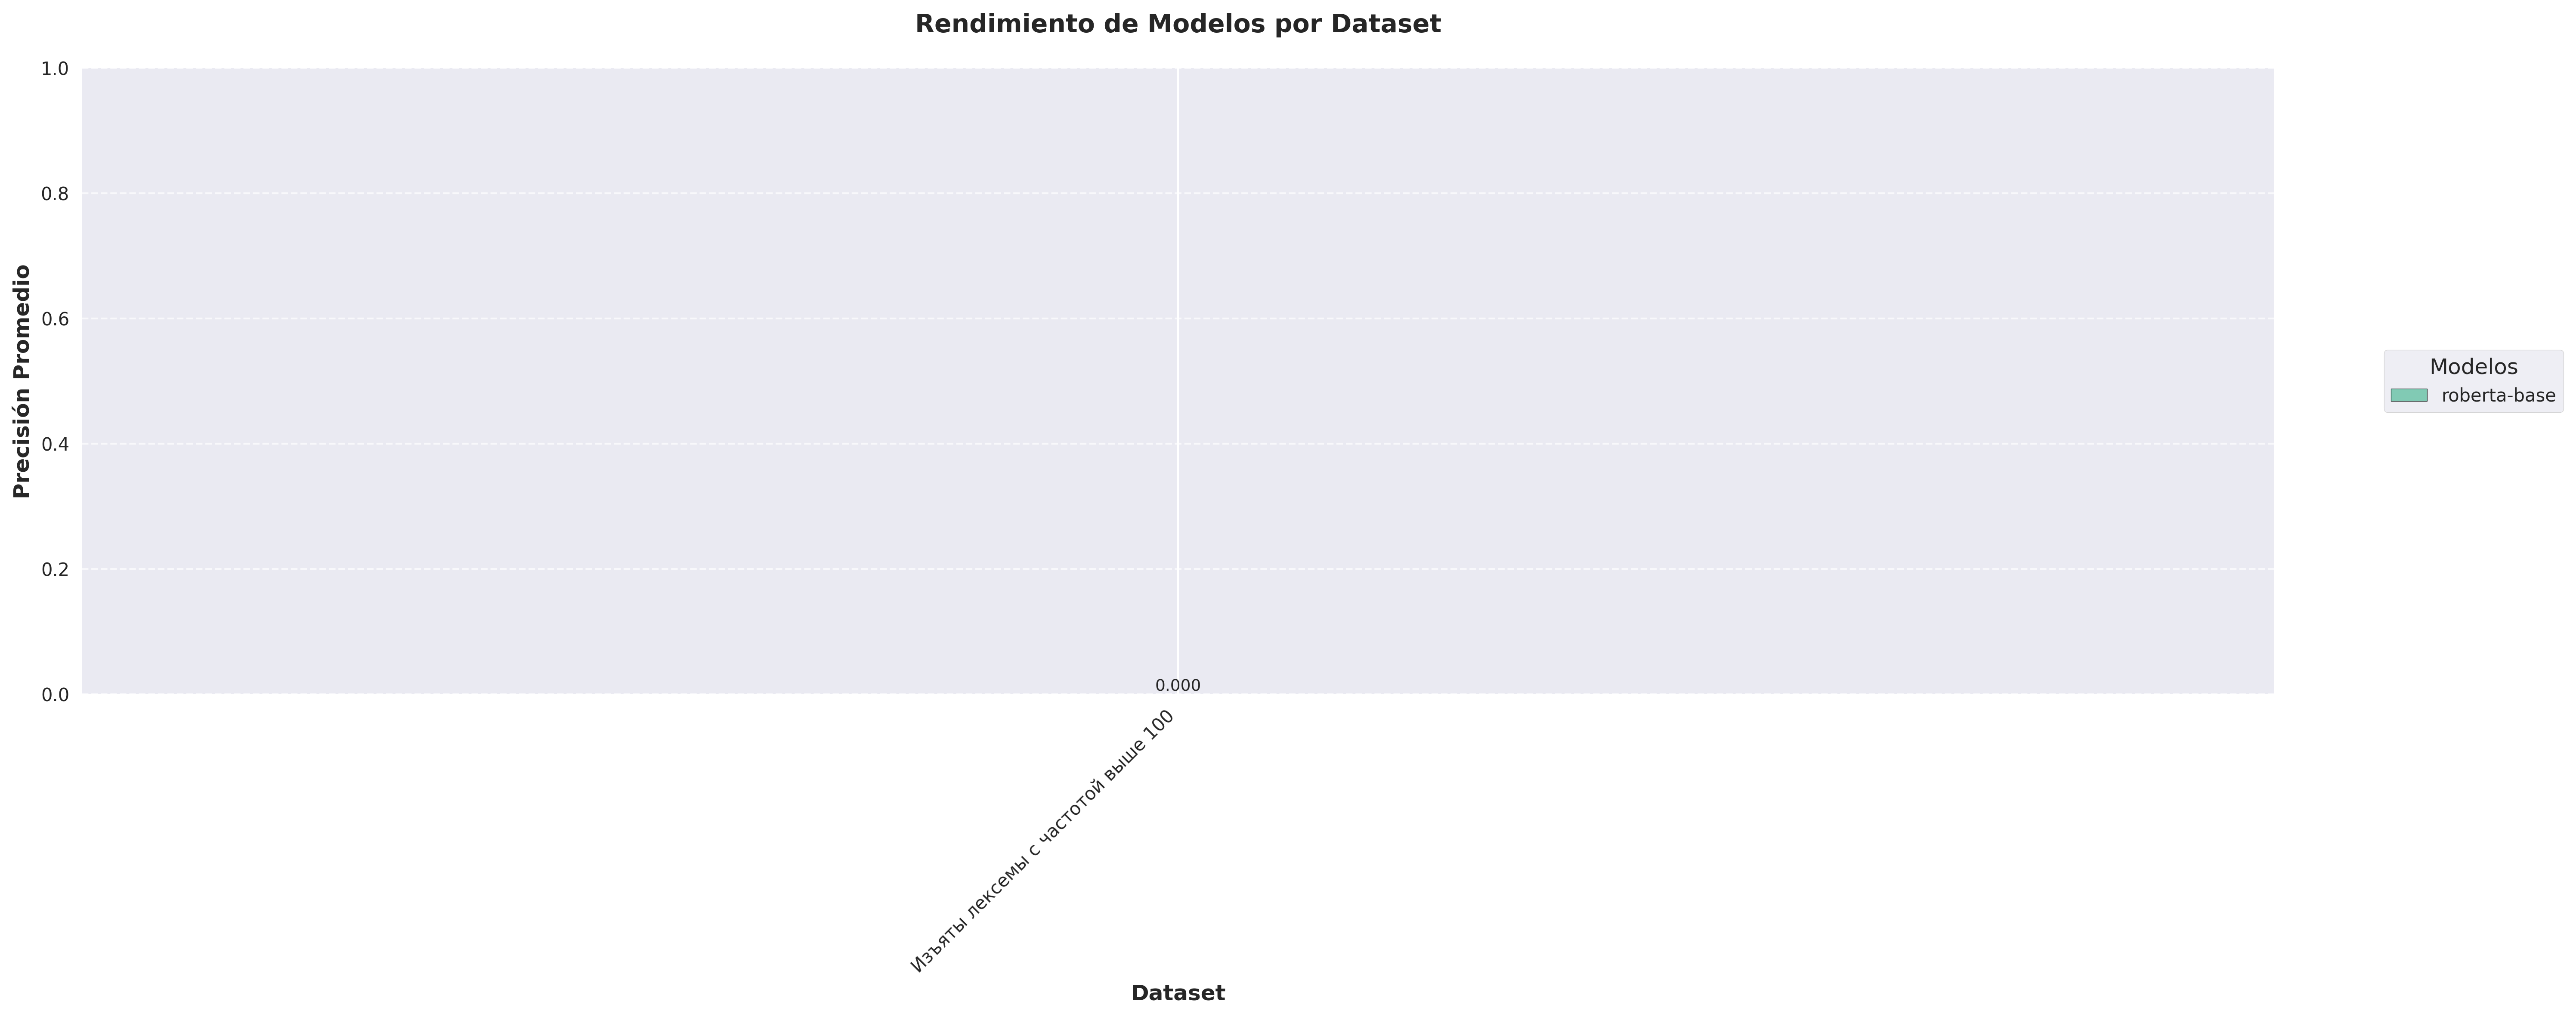 Rendimiento de Modelos por Dataset
Precisión Promedio
1.0
0.8
0.6
0.4
0.2
0.0
0.000
Изъяты лексемы с частотой выше 100
Dataset
Modelos
roberta-base